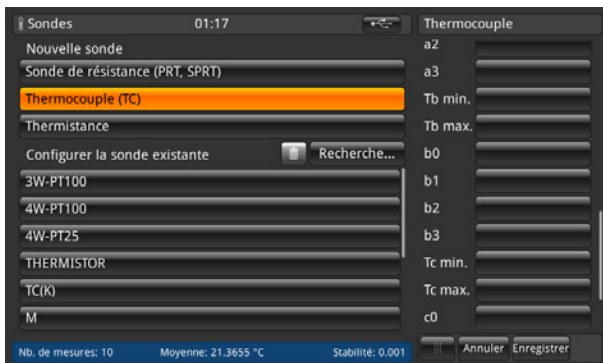 Sondes 01:17
Nouvelle sonde
Sonde de résistance (PRT, SPRT)
Thermocouple (TC)
Thermistance
Configurer la sonde existante Recherche...
3W-PT100
4W-PT100
4W-PT25
THERMISTOR
TC(K)
M
Nb. de mesures: 10 Moyenne: 21.3655 °C Stabilité: 0.001
Thermocouple
a2
a3
Tb min.
Tb max.
b0
b1
b2
b3
Tc min.
Tc max.
c0
Annuler Enregistrer